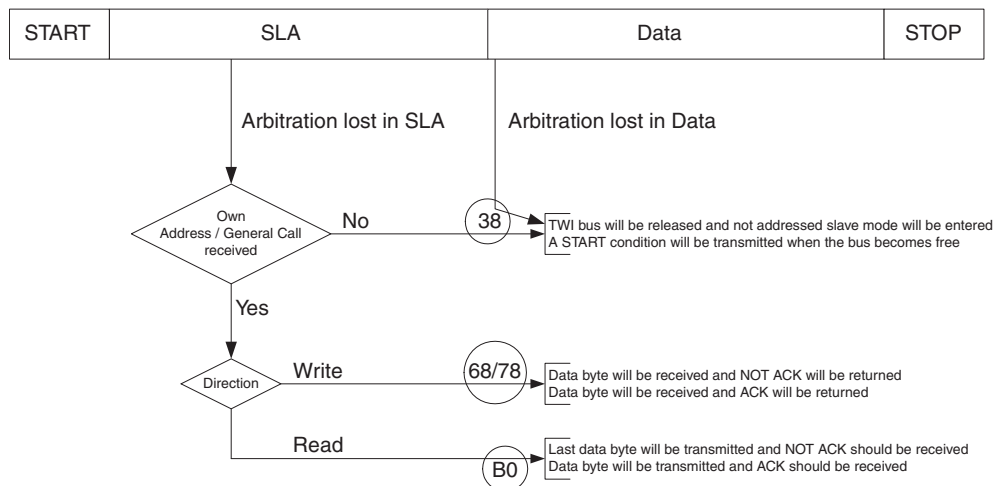 START SLA Data STOP
Arbitration lost in SLA Arbitration lost in Data
Own
Address / General Call
received
No
38
TWI bus will be released and not addressed slave mode will be entered
A START condition will be transmitted when the bus becomes free
Yes
Direction
Write
68/78
Data byte will be received and NOT ACK will be returned
Data byte will be received and ACK will be returned
Read
B0
Last data byte will be transmitted and NOT ACK should be received
Data byte will be transmitted and ACK should be received